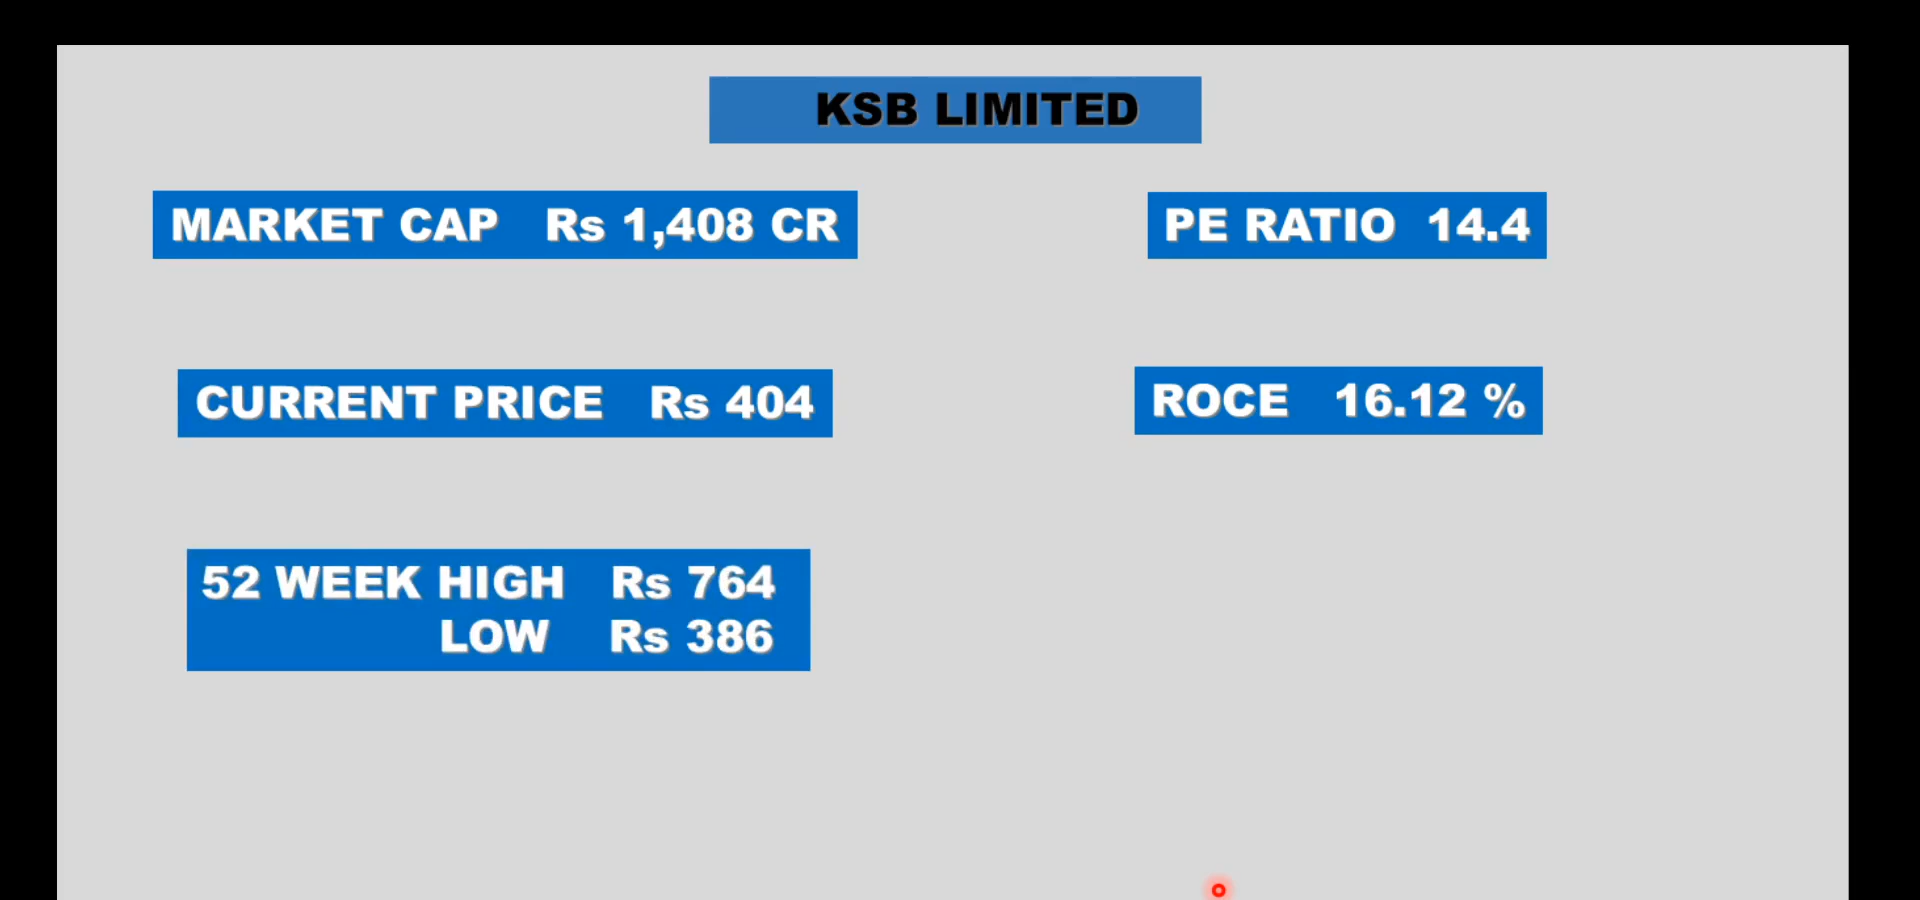 KSB LIMITED
MARKET CAP Rs 1,408 CR
PE RATIO 14.4
CURRENT PRICE Rs 404
ROCE 16.12 %
52 WEEK HIGH Rs 764
LOW Rs 386